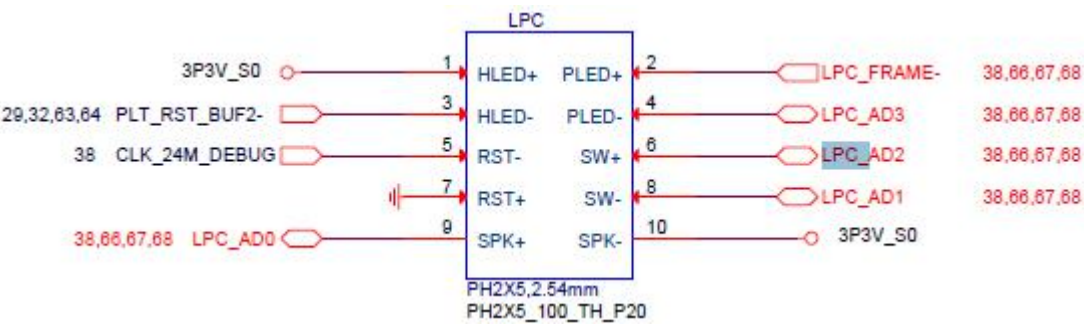 LPC
3P3V_S0 1 HLED+ PLED+ 2 LPC_FRAME- 38,66,67,68
29,32,63,64 PLT_RST_BUF2- 3 HLED- PLED- 4 LPC_AD3 38,66,67,68
38 CLK_24M_DEBUG 5 RST- SW+ 6 LPC_AD2 38,66,67,68
7 RST+ SW- 8 LPC_AD1 38,66,67,68
38,66,67,68 LPC_AD0 9 SPK+ SPK- 10 3P3V_S0
PH2X5,2.54mm
PH2X5_100_TH_P20